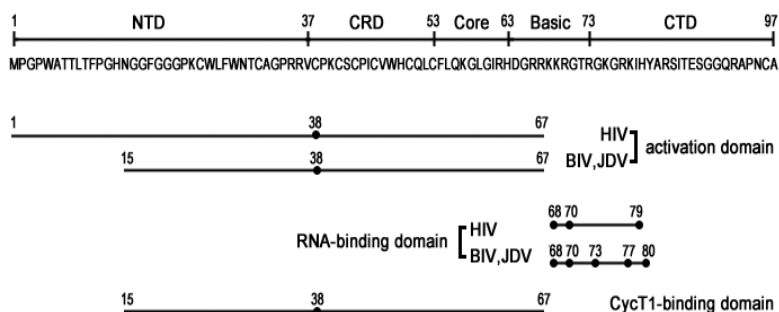 1 37 53 63 73 97
NTD CRD Core Basic CTD
MPGPWATTLTFPGHNGGFGGGPKCWLFWNTCAGPRRVCPKCSCPICVWHCQLCFLQKGLGIRHDGRRKKRGTRGKGRKIHYARSITESGGQRAPNCA
1 38 67 HIV
15 38 67 BIV,JDV activation domain
68 70 79
RNA-binding domain HIV
BIV,JDV 68 70 73 77 80
15 38 67 CycT1-binding domain